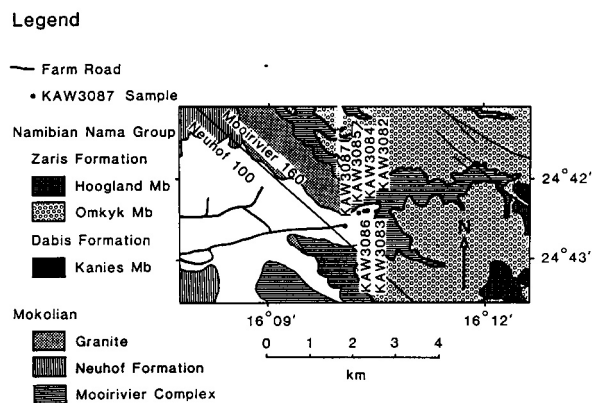 Legend
Farm Road
KAW3087 Sample
Namibian Nama Group
Zaris Formation
Hoogland Mb
Omkyk Mb
Dabis Formation
Kanies Mb
Mokolian
Granite
Neuhof Formation
Mooirivier Complex
Mooirivier 160
Neuhof 100
KAW3087
KAW3085
KAW3084
KAW3082
KAW3086
KAW3083
N
24°42'
24°43'
16°09'
16°12'
0 1 2 3 4
km